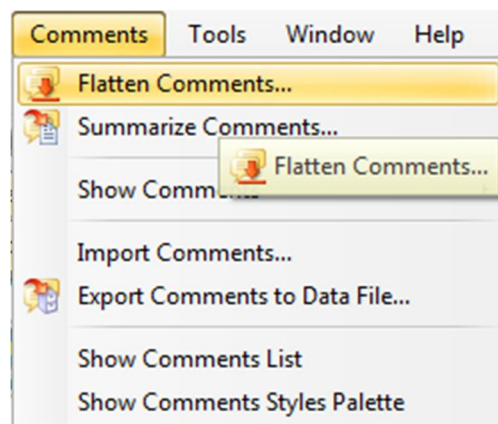 Comments Tools Window Help
Flatten Comments...
Summarize Comments...
Flatten Comments...
Show Comments
Import Comments...
Export Comments to Data File...
Show Comments List
Show Comments Styles Palette